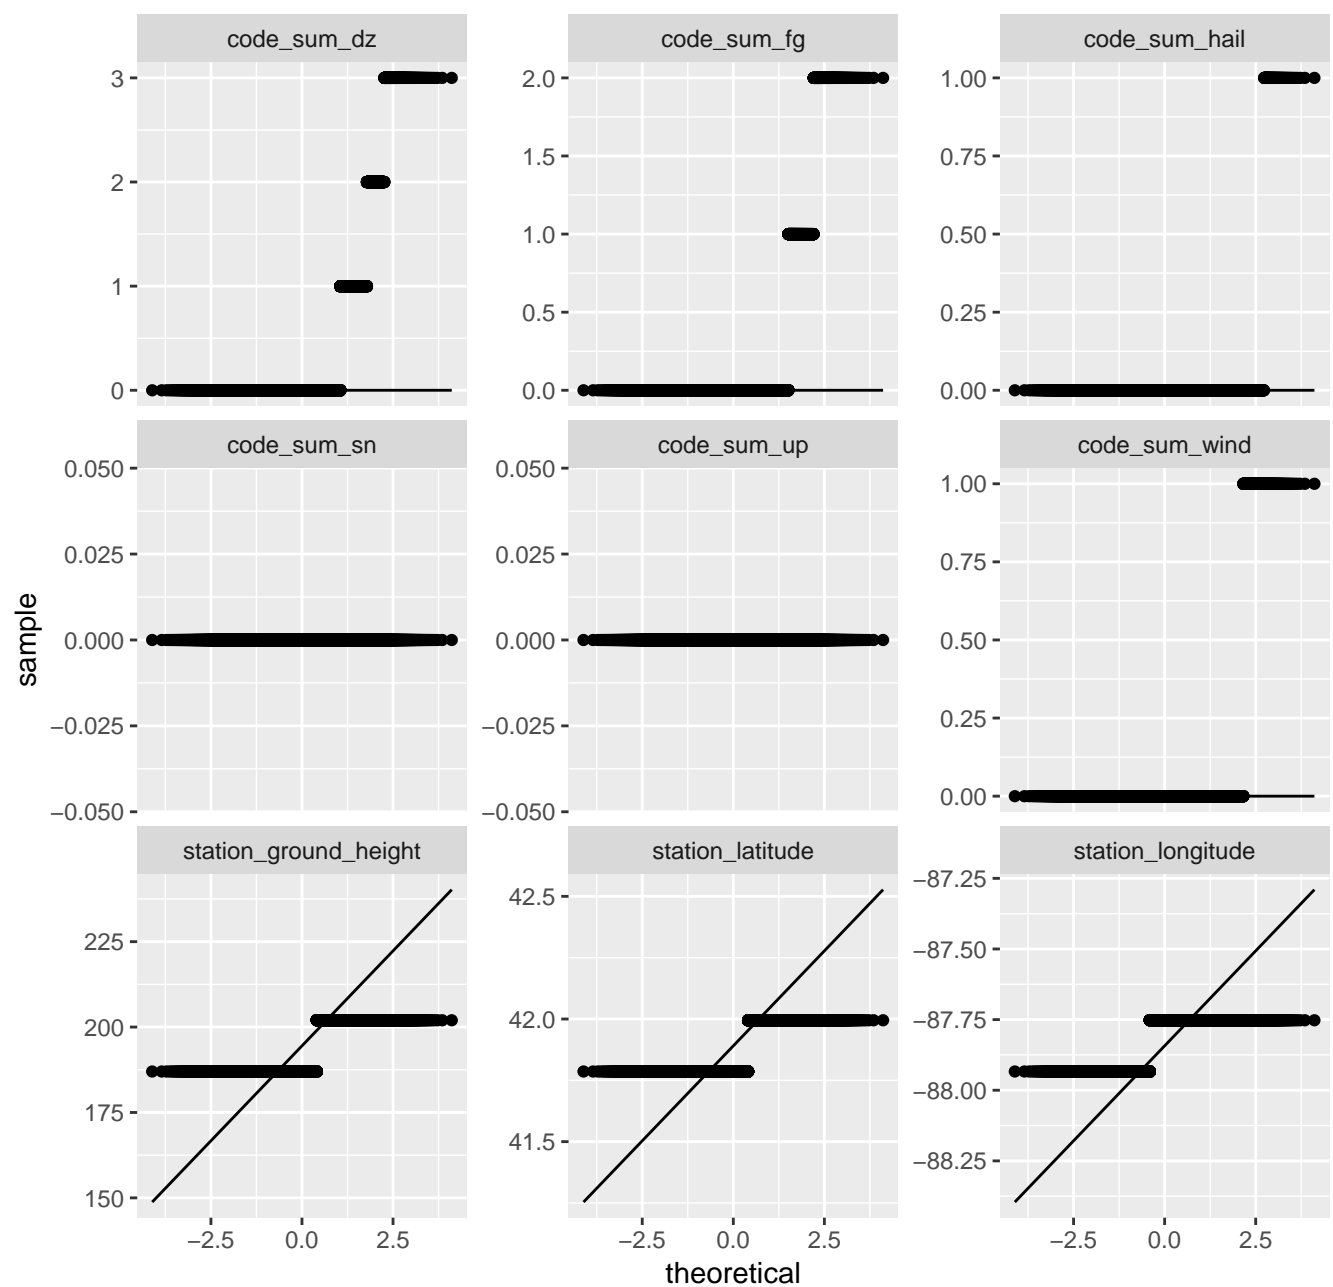 code_sum_dz
code_sum_fg
code_sum_hail
3
2
1
0
2.0
1.5
1.0
0.5
0.0
1.00
0.75
0.50
0.25
0.00
code_sum_sn
code_sum_up
code_sum_wind
0.050
0.025
0.000
−0.025
−0.050
0.050
0.025
0.000
−0.025
−0.050
1.00
0.75
0.50
0.25
0.00
sample
station_ground_height
station_latitude
station_longitude
225
200
175
150
42.5
42.0
41.5
−87.25
−87.50
−87.75
−88.00
−88.25
−2.5 0.0 2.5
−2.5 0.0 2.5
−2.5 0.0 2.5
theoretical